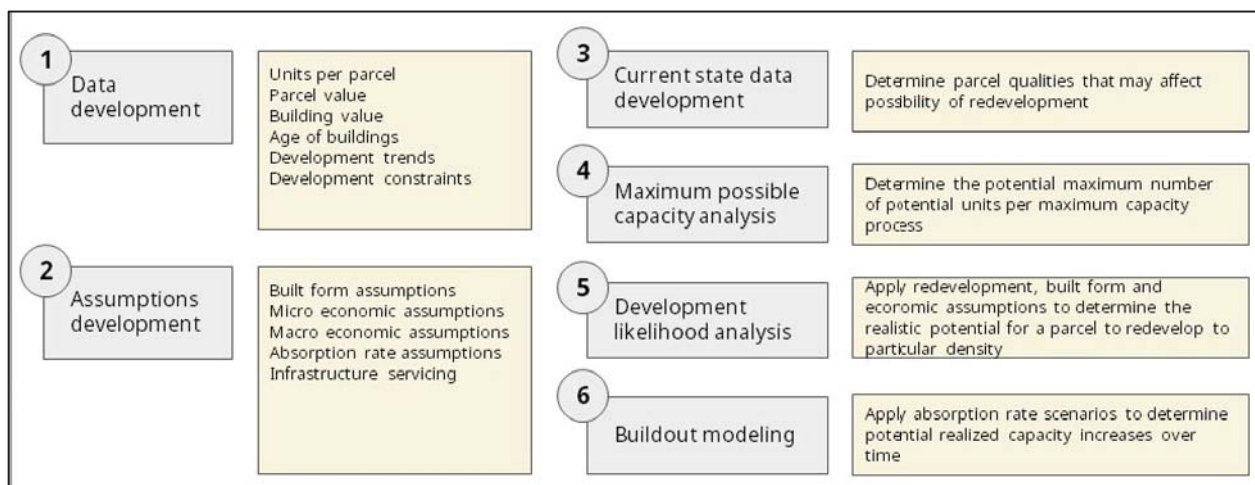 1
Data
development
Units per parcel
Parcel value
Building value
Age of buildings
Development trends
Development constraints
2
Assumptions
development
Built form assumptions
Micro economic assumptions
Macro economic assumptions
Absorption rate assumptions
Infrastructure servicing
3
Current state data
development
Determine parcel qualities that may affect
possibility of redevelopment
4
Maximum possible
capacity analysis
Determine the potential maximum number
of potential units per maximum capacity
process
5
Development
likelihood analysis
Apply redevelopment, built form and
economic assumptions to determine the
realistic potential for a parcel to redevelop to
particular density
6
Buildout modeling
Apply absorption rate scenarios to determine
potential realized capacity increases over
time